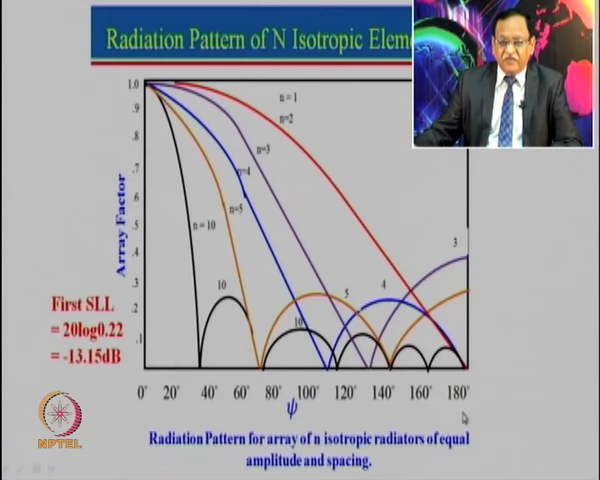 Radiation Pattern of N Isotropic Eleme
1.0
.9
.8
.7
.6
.5
.4
.3
.2
.1
Array Factor
n = 1
n=2
n=3
n=4
n=5
n = 10
10
10
5
4
3
First SLL
= 20log0.22
= -13.15dB
0° 20° 40° 60° 80° 100° 120° 140° 160° 180°
ψ
NPTEL
Radiation Pattern for array of n isotropic radiators of equal
amplitude and spacing.